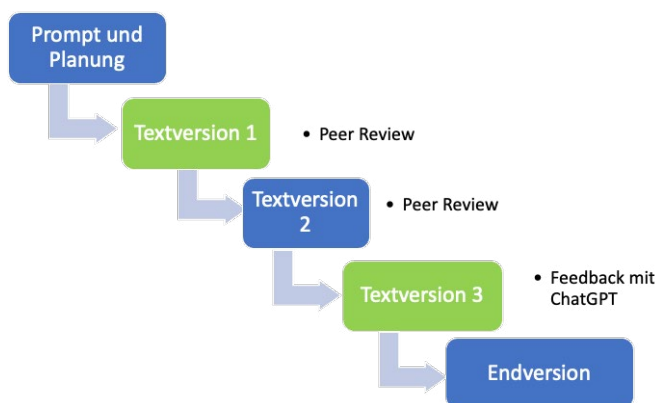 Prompt und
Planung
Textversion 1
• Peer Review
Textversion
2
• Peer Review
Textversion 3
• Feedback mit
ChatGPT
Endversion